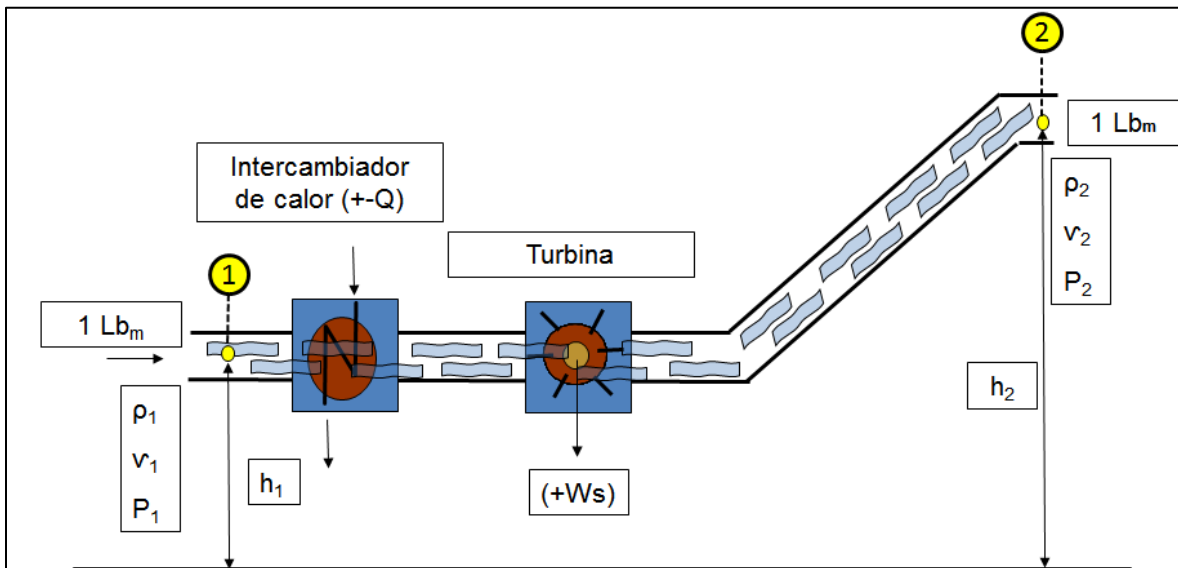 2
1 Lbm
Intercambiador
de calor (+-Q)
ρ₂
v₂
P₂
Turbina
1
1 Lbm
h₂
ρ₁
v₁
P₁
h₁
(+Ws)